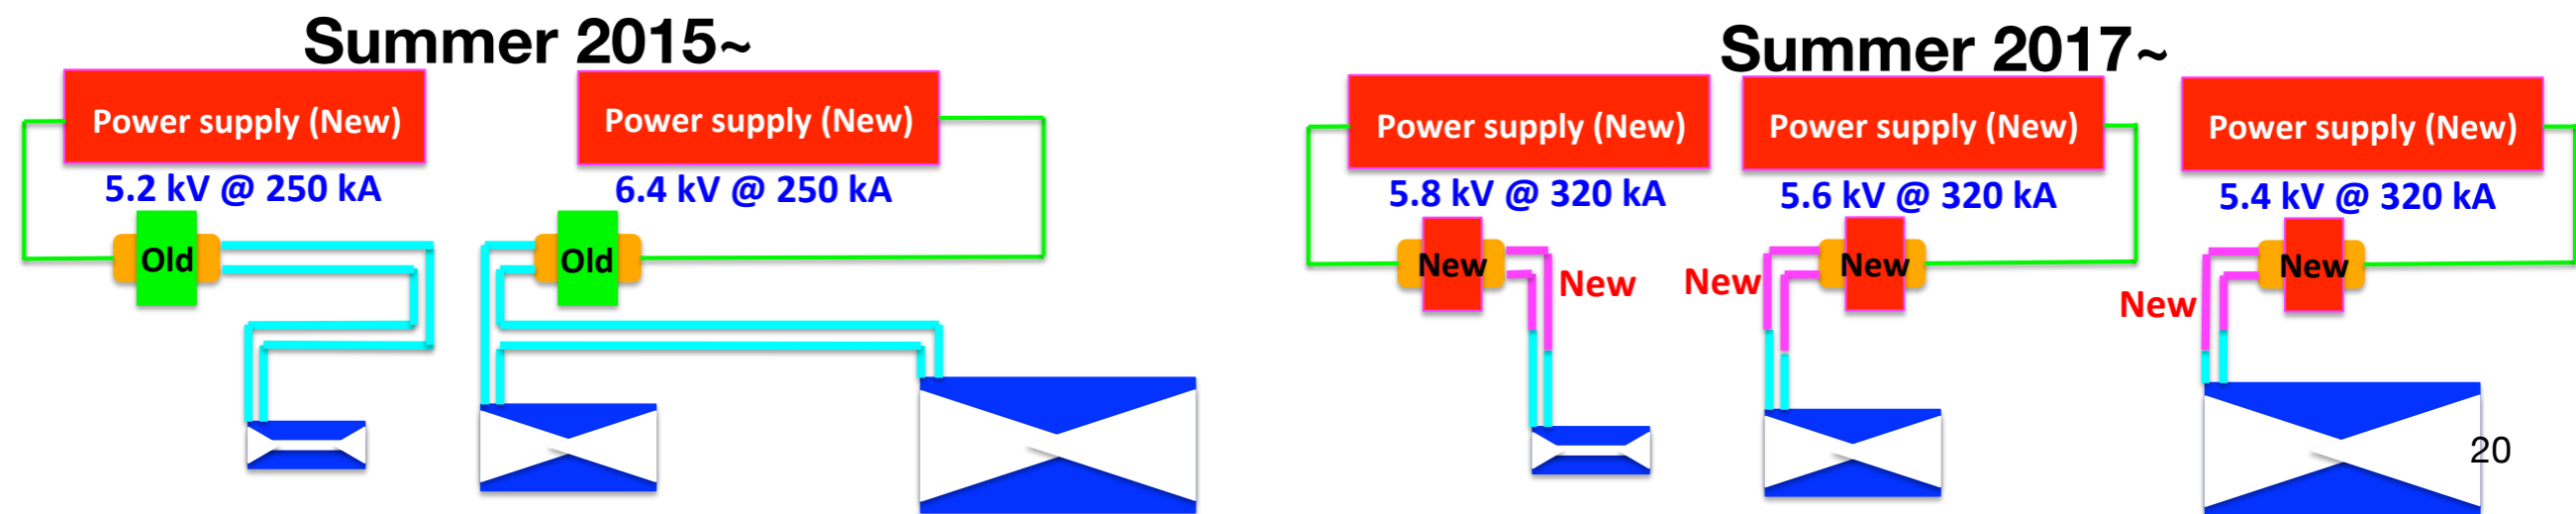 Summer 2015~
Power supply (New)
Power supply (New)
5.2 kV @ 250 kA
6.4 kV @ 250 kA
Old
Old
Summer 2017~
Power supply (New)
Power supply (New)
Power supply (New)
5.8 kV @ 320 kA
5.6 kV @ 320 kA
5.4 kV @ 320 kA
New
New
New
New
New
New
20